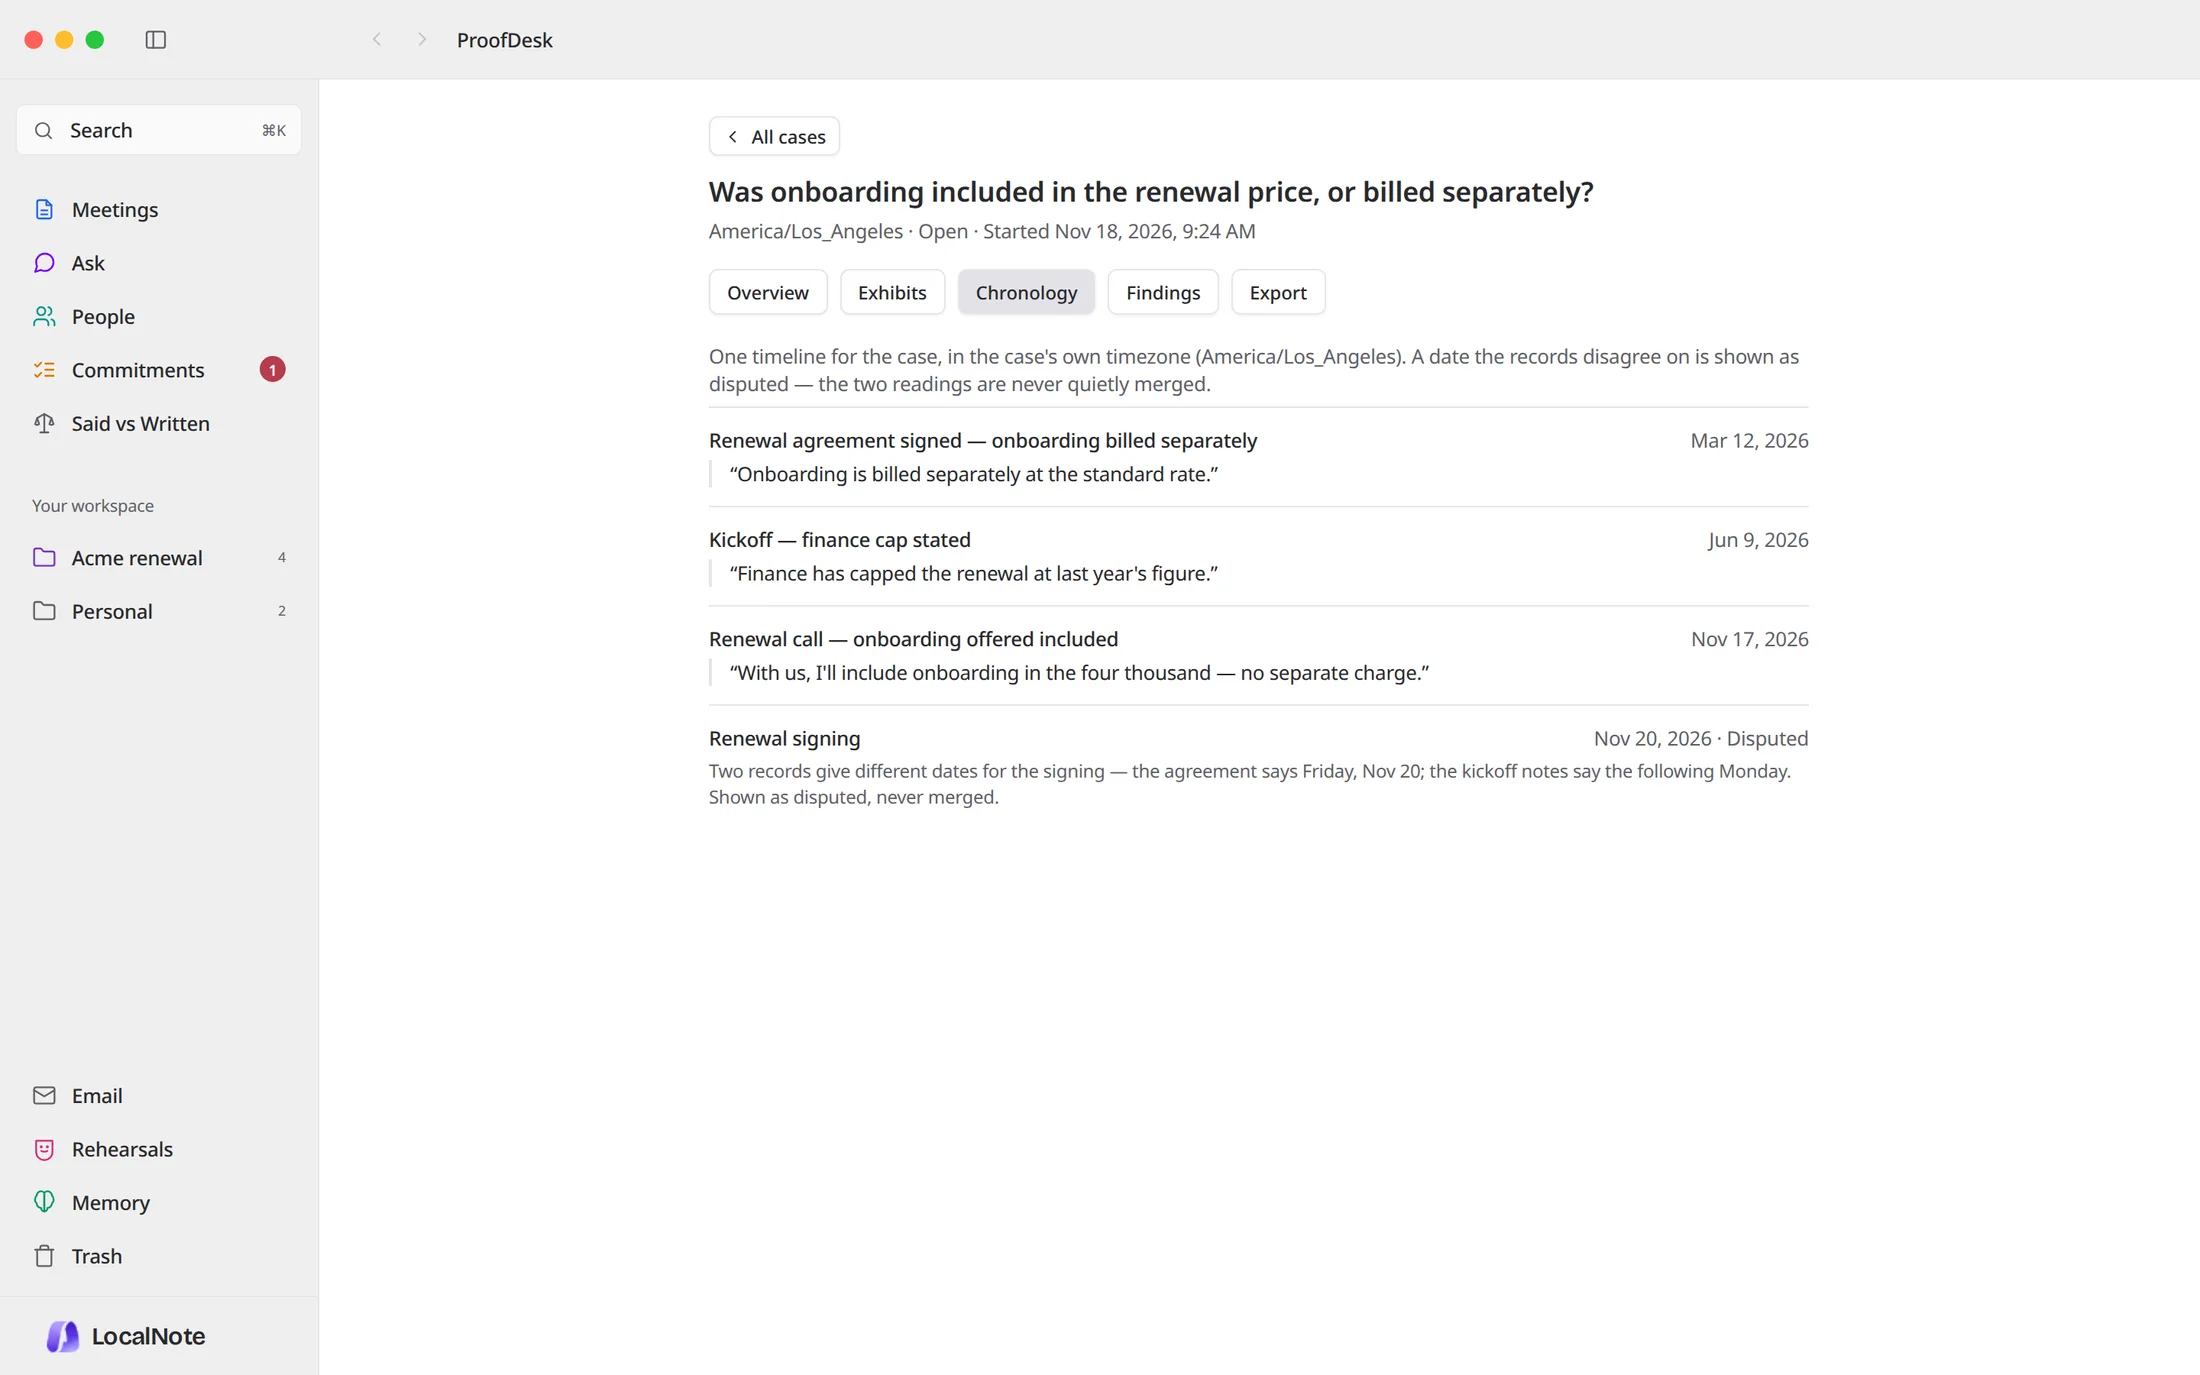 ProofDesk
Search ⌘K
Meetings
Ask
People
Commitments 1
Said vs Written
Your workspace
Acme renewal 4
Personal 2
Email
Rehearsals
Memory
Trash
LocalNote
All cases
Was onboarding included in the renewal price, or billed separately?
America/Los_Angeles · Open · Started Nov 18, 2026, 9:24 AM
Overview Exhibits Chronology Findings Export
One timeline for the case, in the case's own timezone (America/Los_Angeles). A date the records disagree on is shown as
disputed — the two readings are never quietly merged.
Renewal agreement signed — onboarding billed separately Mar 12, 2026
“Onboarding is billed separately at the standard rate.”
Kickoff — finance cap stated Jun 9, 2026
“Finance has capped the renewal at last year's figure.”
Renewal call — onboarding offered included Nov 17, 2026
“With us, I'll include onboarding in the four thousand — no separate charge.”
Renewal signing Nov 20, 2026 · Disputed
Two records give different dates for the signing — the agreement says Friday, Nov 20; the kickoff notes say the following Monday.
Shown as disputed, never merged.